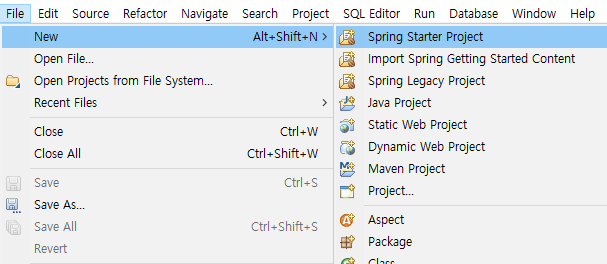 File Edit Source Refactor Navigate Search Project SQL Editor Run Database Window Help
New Alt+Shift+N >
Open File...
Open Projects from File System...
Recent Files >
Close Ctrl+W
Close All Ctrl+Shift+W
Save Ctrl+S
Save As...
Save All Ctrl+Shift+S
Revert
Spring Starter Project
Import Spring Getting Started Content
Spring Legacy Project
Java Project
Static Web Project
Dynamic Web Project
Maven Project
Project...
Aspect
Package
Class